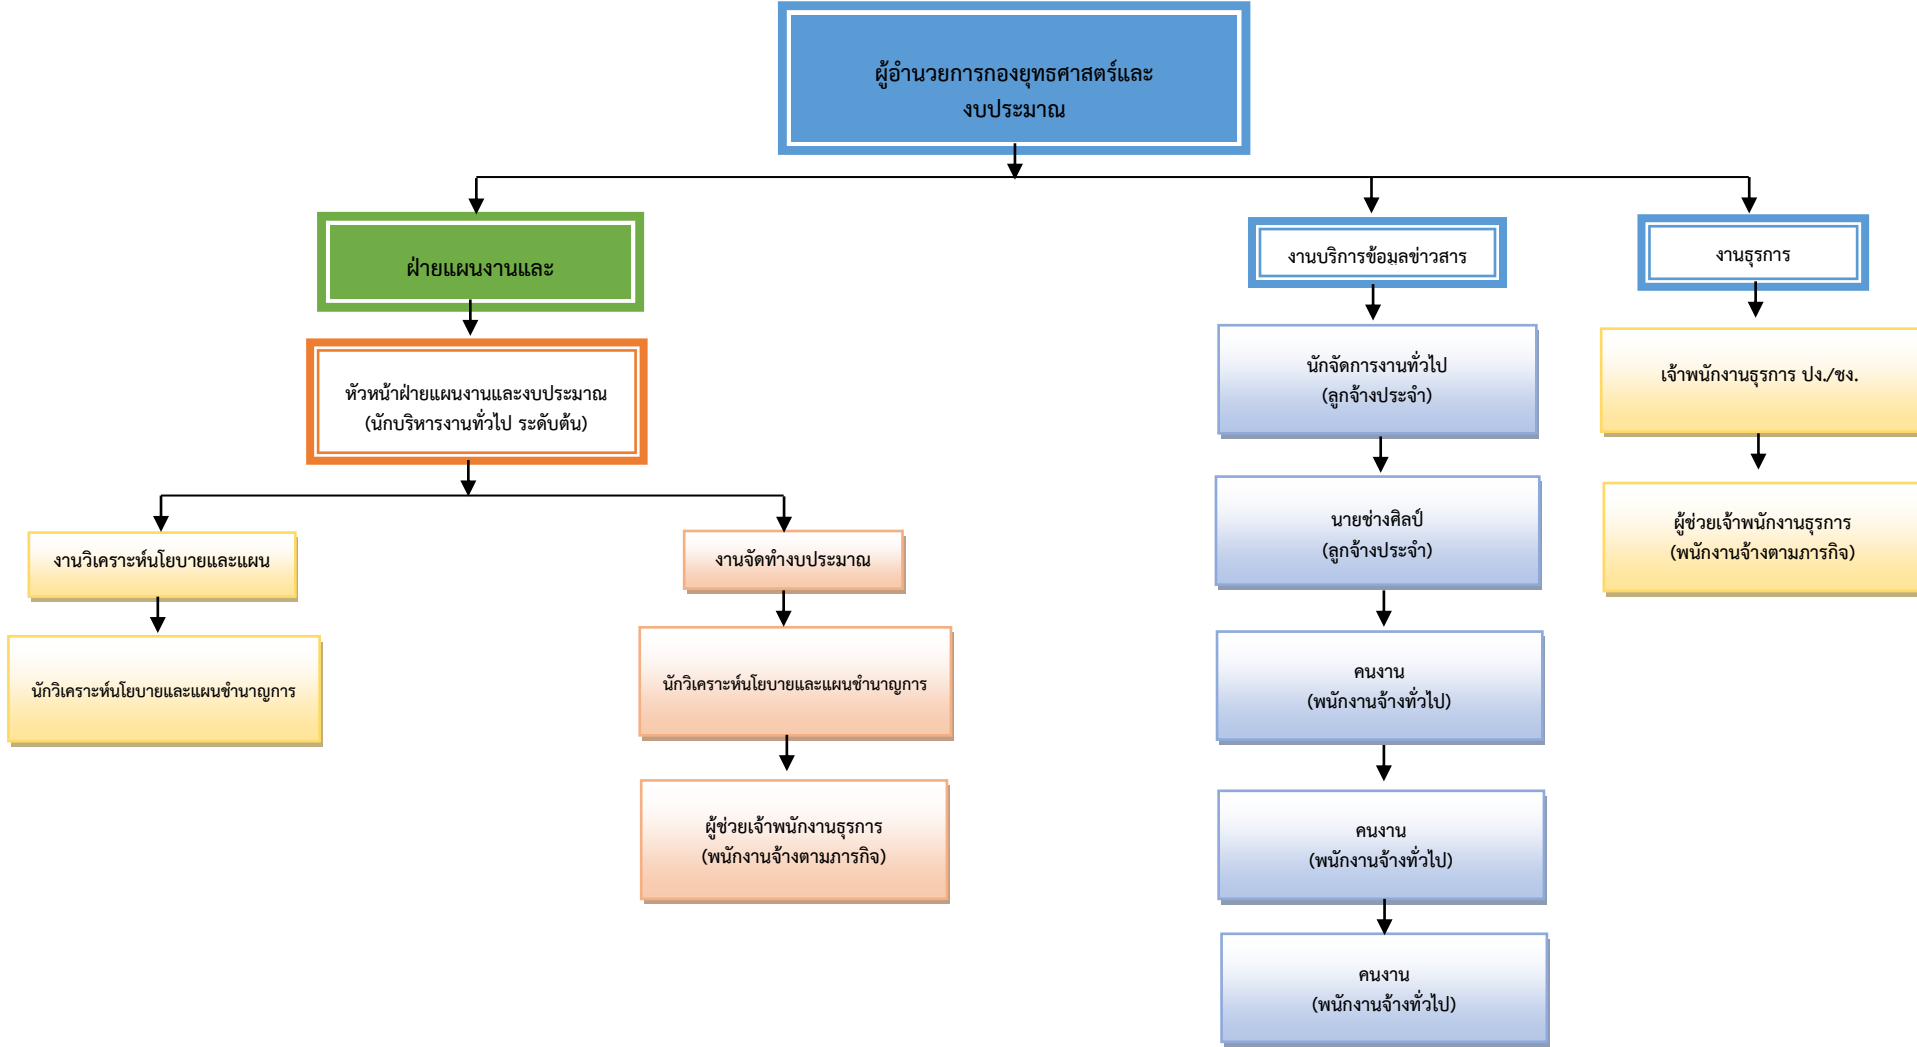 ผู้อำนวยการกองยุทธศาสตร์และ
งบประมาณ
ฝ่ายแผนงานและ
หัวหน้าฝ่ายแผนงานและงบประมาณ
(นักบริหารงานทั่วไป ระดับต้น)
งานวิเคราะห์นโยบายและแผน
นักวิเคราะห์นโยบายและแผนชำนาญการ
งานจัดทำงบประมาณ
นักวิเคราะห์นโยบายและแผนชำนาญการ
ผู้ช่วยเจ้าพนักงานธุรการ
(พนักงานจ้างตามภารกิจ)
งานบริการข้อมูลข่าวสาร
นักจัดการงานทั่วไป
(ลูกจ้างประจำ)
นายช่างศิลป์
(ลูกจ้างประจำ)
คนงาน
(พนักงานจ้างทั่วไป)
คนงาน
(พนักงานจ้างทั่วไป)
คนงาน
(พนักงานจ้างทั่วไป)
งานธุรการ
เจ้าพนักงานธุรการ ปง./ชง.
ผู้ช่วยเจ้าพนักงานธุรการ
(พนักงานจ้างตามภารกิจ)